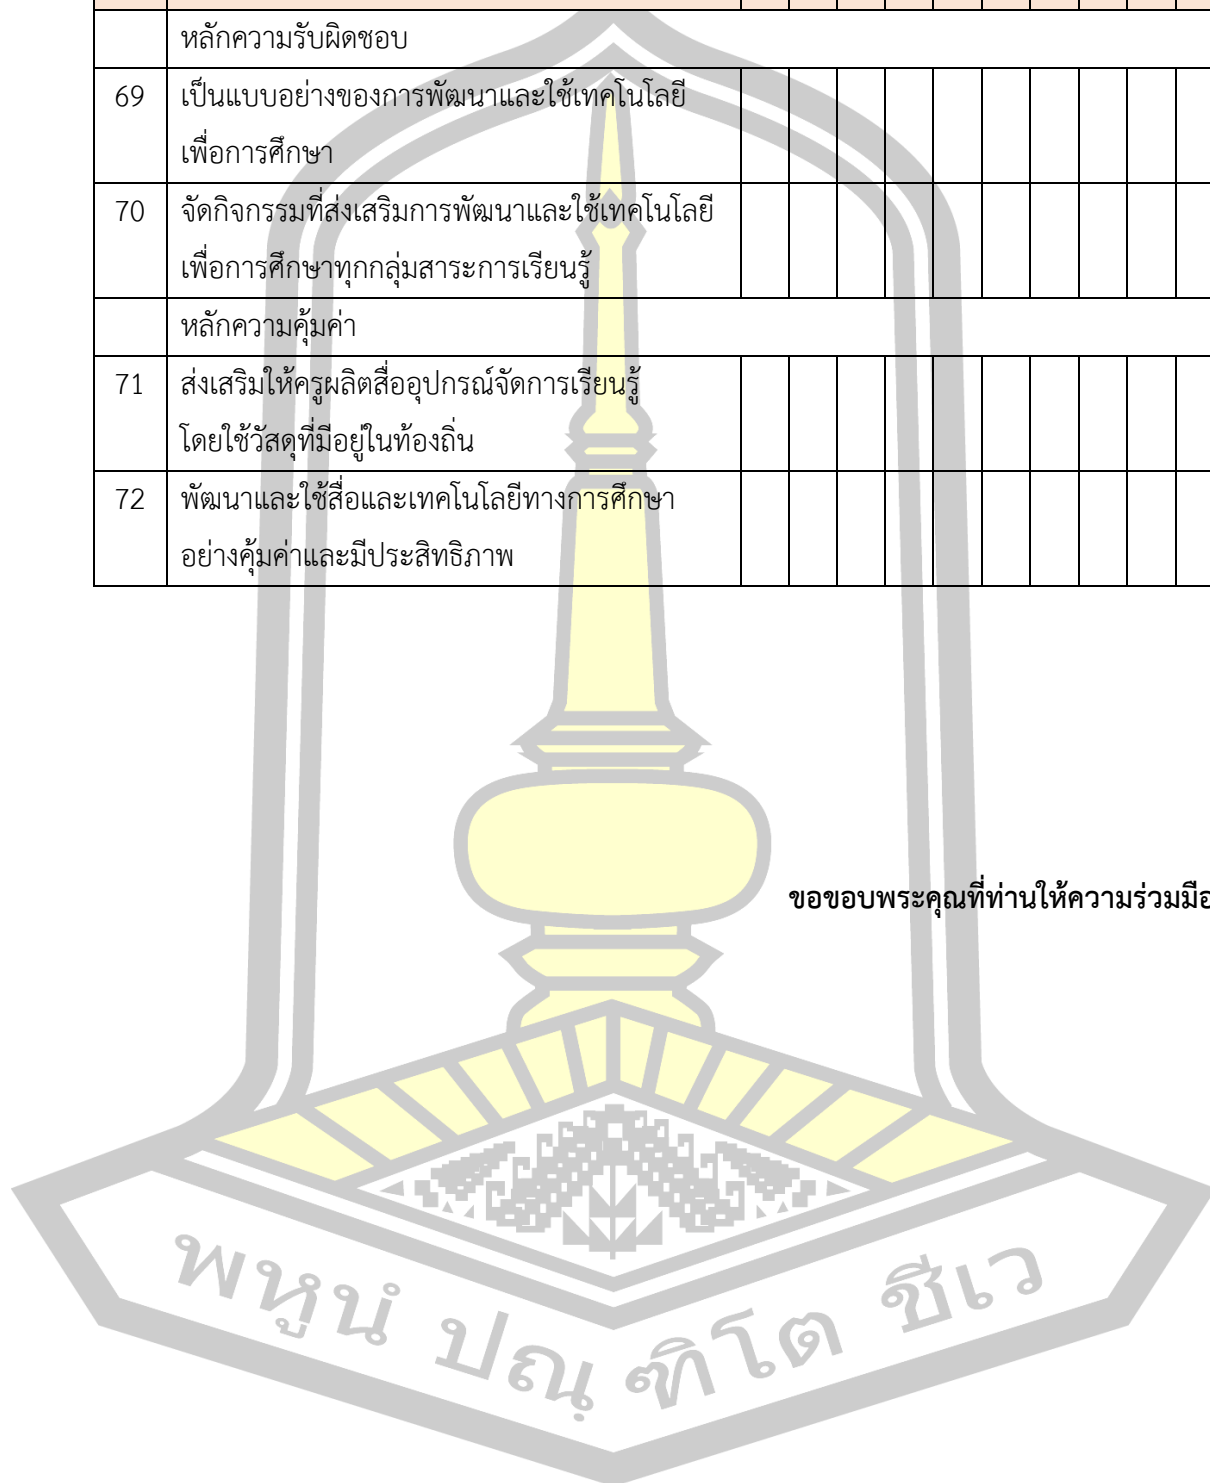 หลักความรับผิดชอบ
69 เป็นแบบอย่างของการพัฒนาและใช้เทคโนโลยี
เพื่อการศึกษา
70 จัดกิจกรรมที่ส่งเสริมการพัฒนาและใช้เทคโนโลยี
เพื่อการศึกษาทุกกลุ่มสาระการเรียนรู้
หลักความคุ้มค่า
71 ส่งเสริมให้ครูผลิตสื่ออุปกรณ์จัดการเรียนรู้
โดยใช้วัสดุที่มีอยู่ในท้องถิ่น
72 พัฒนาและใช้สื่อและเทคโนโลยีทางการศึกษา
อย่างคุ้มค่าและมีประสิทธิภาพ
ขอขอบพระคุณที่ท่านให้ความร่วมมือ
พหูนํ ปณฺ ฑิโต ชีเว